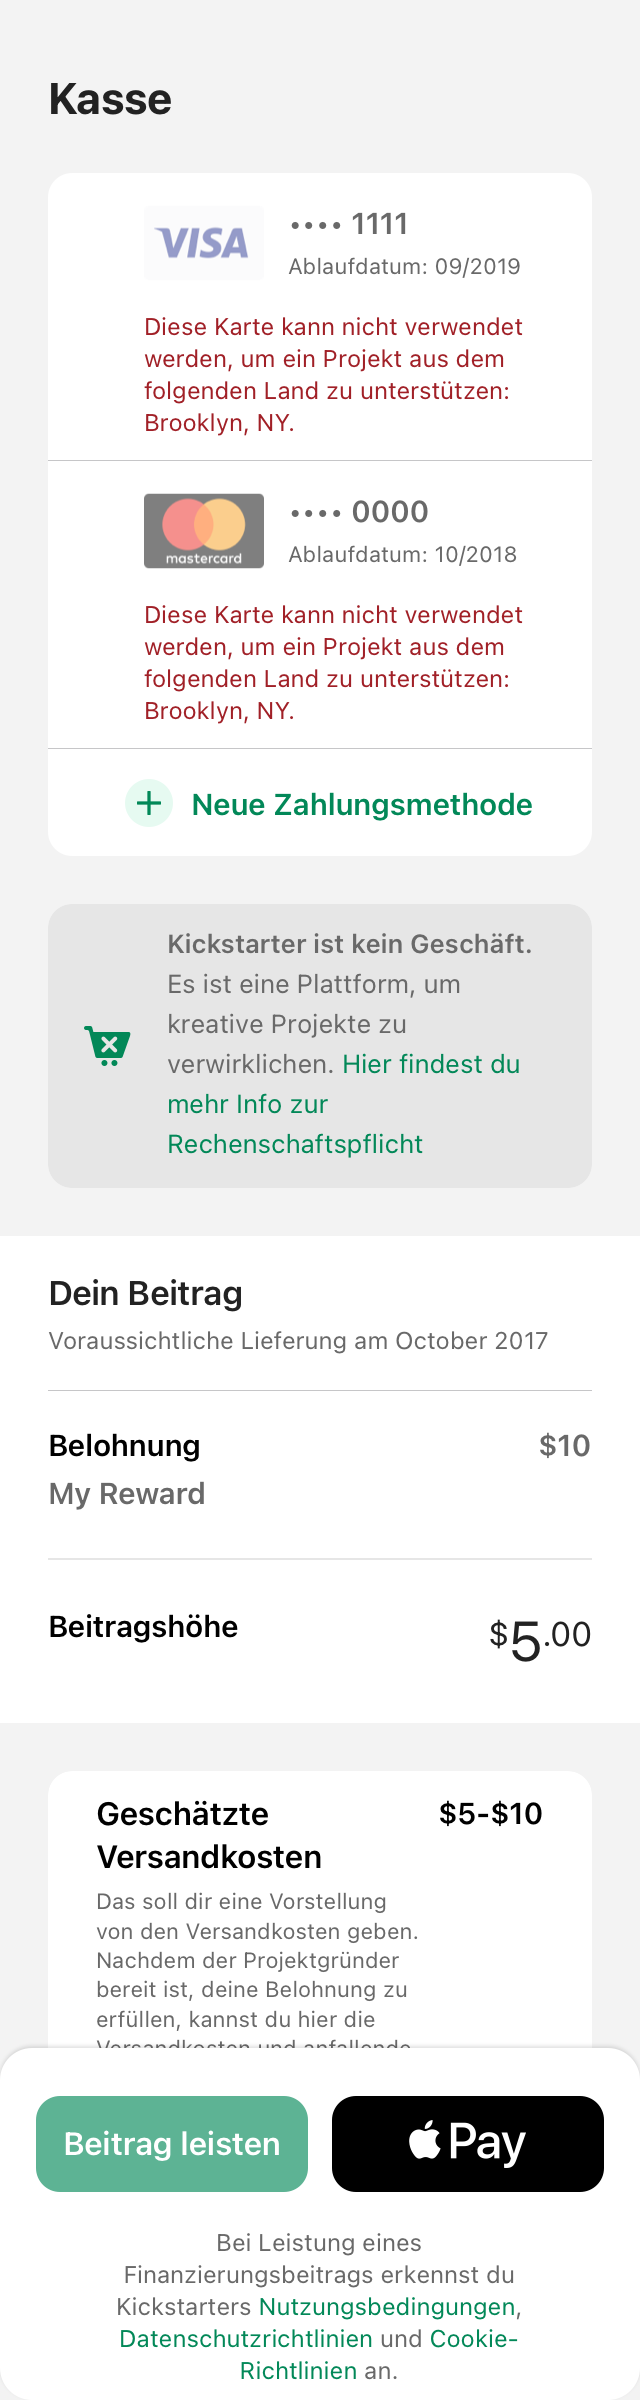 Kasse
VISA
•••• 1111
Ablaufdatum: 09/2019
Diese Karte kann nicht verwendet
werden, um ein Projekt aus dem
folgenden Land zu unterstützen:
Brooklyn, NY.
mastercard
•••• 0000
Ablaufdatum: 10/2018
Diese Karte kann nicht verwendet
werden, um ein Projekt aus dem
folgenden Land zu unterstützen:
Brooklyn, NY.
Neue Zahlungsmethode
Kickstarter ist kein Geschäft.
Es ist eine Plattform, um
kreative Projekte zu
verwirklichen. Hier findest du
mehr Info zur
Rechenschaftspflicht
Dein Beitrag
Voraussichtliche Lieferung am October 2017
Belohnung $10
My Reward
Beitragshöhe $5.00
Geschätzte $5-$10
Versandkosten
Das soll dir eine Vorstellung
von den Versandkosten geben.
Nachdem der Projektgründer
bereit ist, deine Belohnung zu
erfüllen, kannst du hier die
Versandkosten und anfallende
Beitrag leisten
Pay
Bei Leistung eines
Finanzierungsbeitrags erkennst du
Kickstarters Nutzungsbedingungen,
Datenschutzrichtlinien und Cookie-
Richtlinien an.